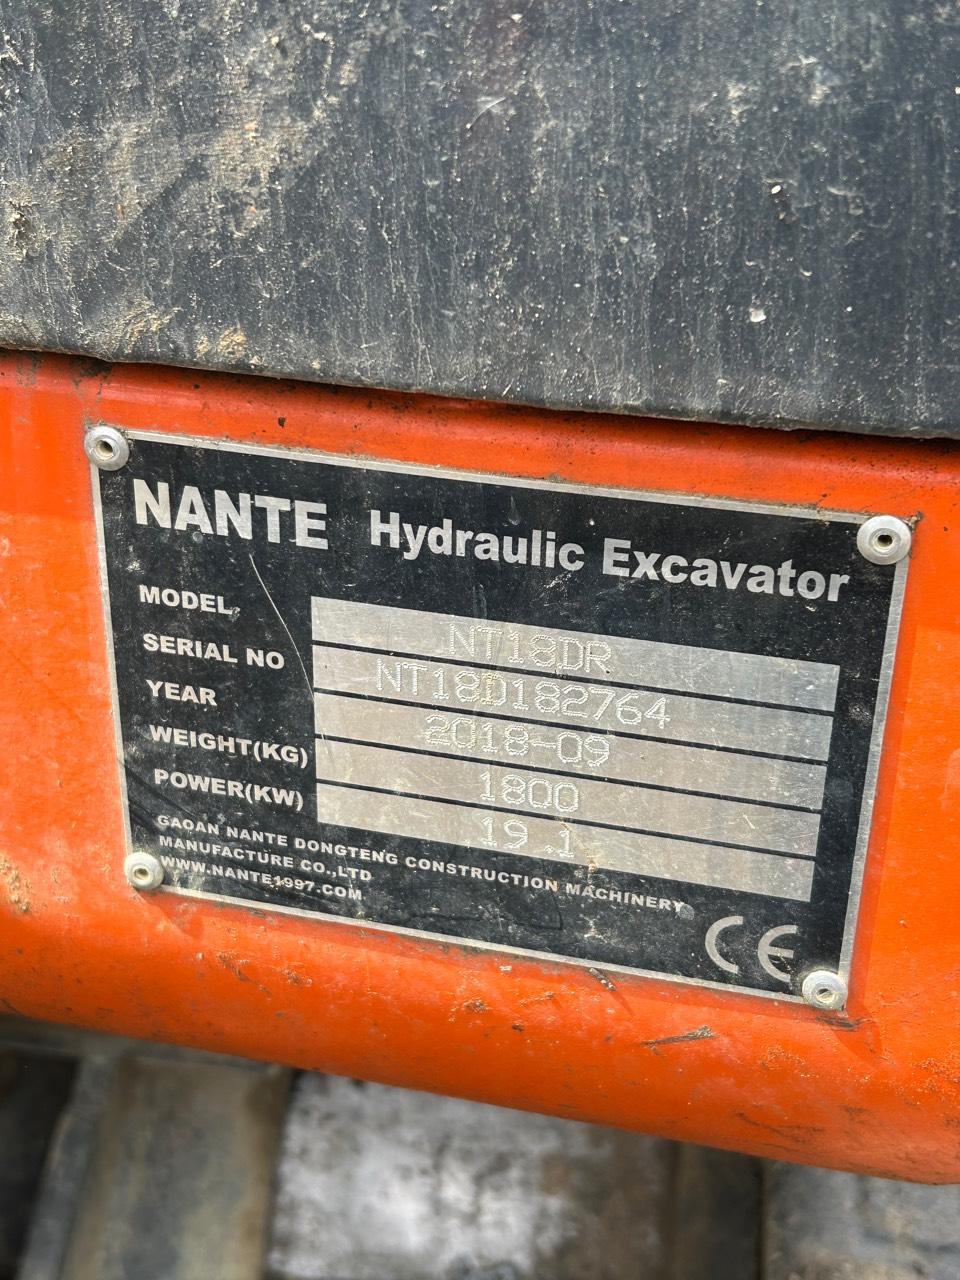 NANTE Hydraulic Excavator
MODEL NT18DR
SERIAL NO NT18D182764
YEAR 2018-09
WEIGHT(KG) 1800
POWER(KW) 19.1
GAOAN NANTE DONGTENG CONSTRUCTION MACHINERY
MANUFACTURE CO.,LTD
WWW.NANTE1997.COM
CE